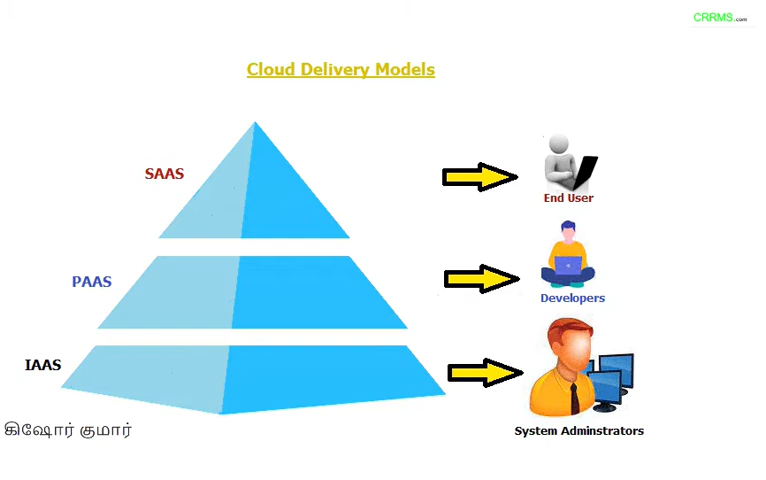 CRRMS.com
Cloud Delivery Models
SAAS
End User
PAAS
Developers
IAAS
System Adminstrators
கிஷோர் குமார்